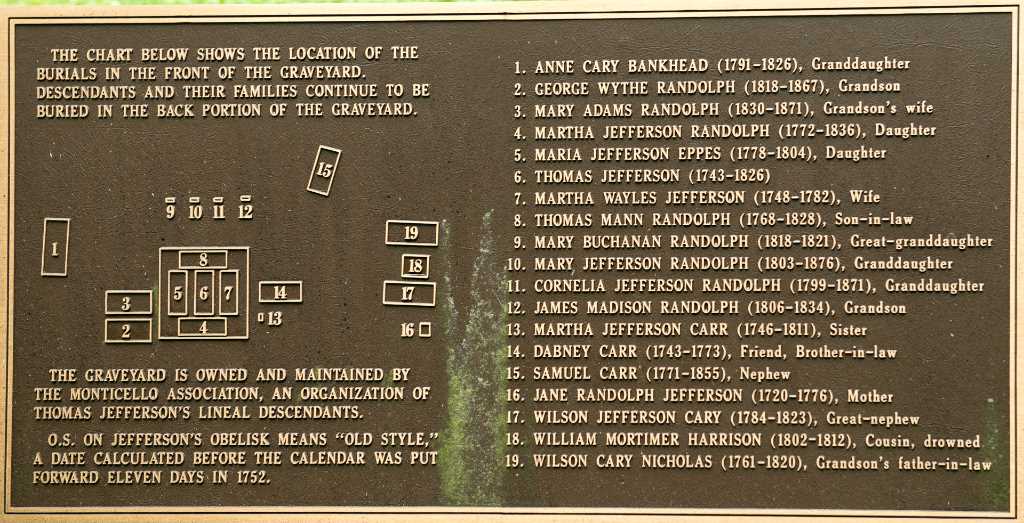 THE CHART BELOW SHOWS THE LOCATION OF THE
BURIALS IN THE FRONT OF THE GRAVEYARD.
DESCENDANTS AND THEIR FAMILIES CONTINUE TO BE
BURIED IN THE BACK PORTION OF THE GRAVEYARD.
15
9 10 11 12
1
19
8
18
5 6 7
14
17
3
13
2
4
16
THE GRAVEYARD IS OWNED AND MAINTAINED BY
THE MONTICELLO ASSOCIATION, AN ORGANIZATION OF
THOMAS JEFFERSON'S LINEAL DESCENDANTS.
O.S. ON JEFFERSON'S OBELISK MEANS “OLD STYLE,”
A DATE CALCULATED BEFORE THE CALENDAR WAS PUT
FORWARD ELEVEN DAYS IN 1752.
1. ANNE CARY BANKHEAD (1791-1826), Granddaughter
2. GEORGE WYTHE RANDOLPH (1818-1867), Grandson
3. MARY ADAMS RANDOLPH (1830-1871), Grandson's wife
4. MARTHA JEFFERSON RANDOLPH (1772-1836), Daughter
5. MARIA JEFFERSON EPPES (1778-1804), Daughter
6. THOMAS JEFFERSON (1743-1826)
7. MARTHA WAYLES JEFFERSON (1748-1782), Wife
8. THOMAS MANN RANDOLPH (1768-1828), Son-in-law
9. MARY BUCHANAN RANDOLPH (1818-1821), Great-granddaughter
10. MARY JEFFERSON RANDOLPH (1803-1876), Granddaughter
11. CORNELIA JEFFERSON RANDOLPH (1799-1871), Granddaughter
12. JAMES MADISON RANDOLPH (1806-1834), Grandson
13. MARTHA JEFFERSON CARR (1746-1811), Sister
14. DABNEY CARR (1743-1773), Friend, Brother-in-law
15. SAMUEL CARR (1771-1855), Nephew
16. JANE RANDOLPH JEFFERSON (1720-1776), Mother
17. WILSON JEFFERSON CARY (1784-1823), Great-nephew
18. WILLIAM MORTIMER HARRISON (1802-1812), Cousin, drowned
19. WILSON CARY NICHOLAS (1761-1820), Grandson's father-in-law